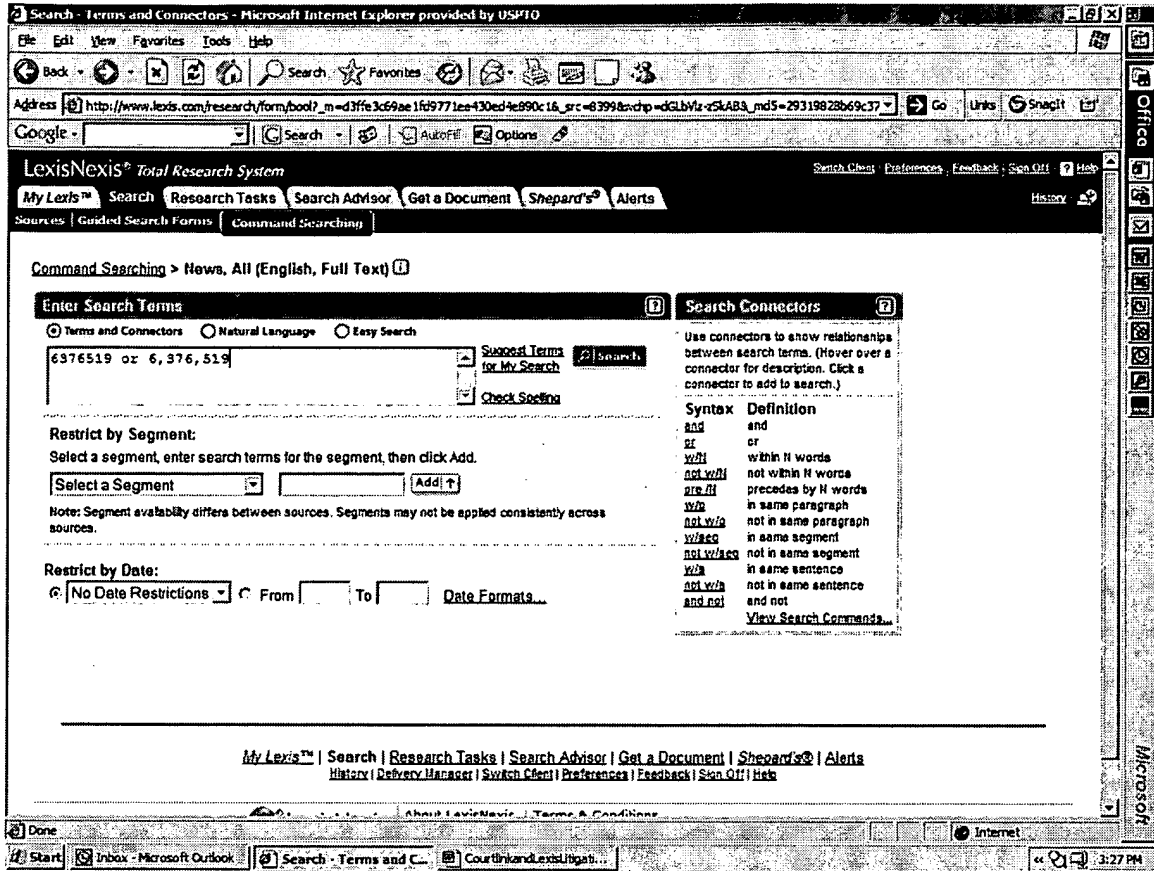 Search - Terms and Connectors - Microsoft Internet Explorer provided by USPTO
File Edit View Favorites Tools Help
Back Search Favorites
Address http://www.lexis.com/research/form/bool?_m=d3ffe3c69ae1fd9771ee430ed4e890c1&_src=8399&svchp=dGLbVlz-zSkAB&_md5=29319828b69c37 Go Links SnagIt
Google Search AutoFill Options
LexisNexis® Total Research System
Switch Client Preferences Feedback Sign Off ? Help
My Lexis™ Search Research Tasks Search Advisor Get a Document Shepard's® Alerts
History
Sources Guided Search Forms Command Searching
Command Searching > News, All (English, Full Text)
Enter Search Terms
Terms and Connectors Natural Language Easy Search
6376519 or 6,376,519
Suggest Terms for My Search
Search
Check Spelling
Restrict by Segment:
Select a segment, enter search terms for the segment, then click Add.
Select a Segment Add
Note: Segment availability differs between sources. Segments may not be applied consistently across
sources.
Restrict by Date:
No Date Restrictions From To Date Formats...
Search Connectors
Use connectors to show relationships
between search terms. (Hover over a
connector for description. Click a
connector to add to search.)
Syntax Definition
and and
or or
w/N within N words
not w/N not within N words
pre /N precedes by N words
w/p in same paragraph
not w/p not in same paragraph
w/seg in same segment
not w/seg not in same segment
w/s in same sentence
not w/s not in same sentence
and not and not
View Search Commands...
My Lexis™ | Search | Research Tasks | Search Advisor | Get a Document | Shepard's® | Alerts
History | Delivery Manager | Switch Client | Preferences | Feedback | Sign Off | Help
About LexisNexis | Terms & Conditions
Done Internet
Start Inbox - Microsoft Outlook Search - Terms and C... CourtlinkandLexisLitigati... 3:27 PM
Office
Microsoft